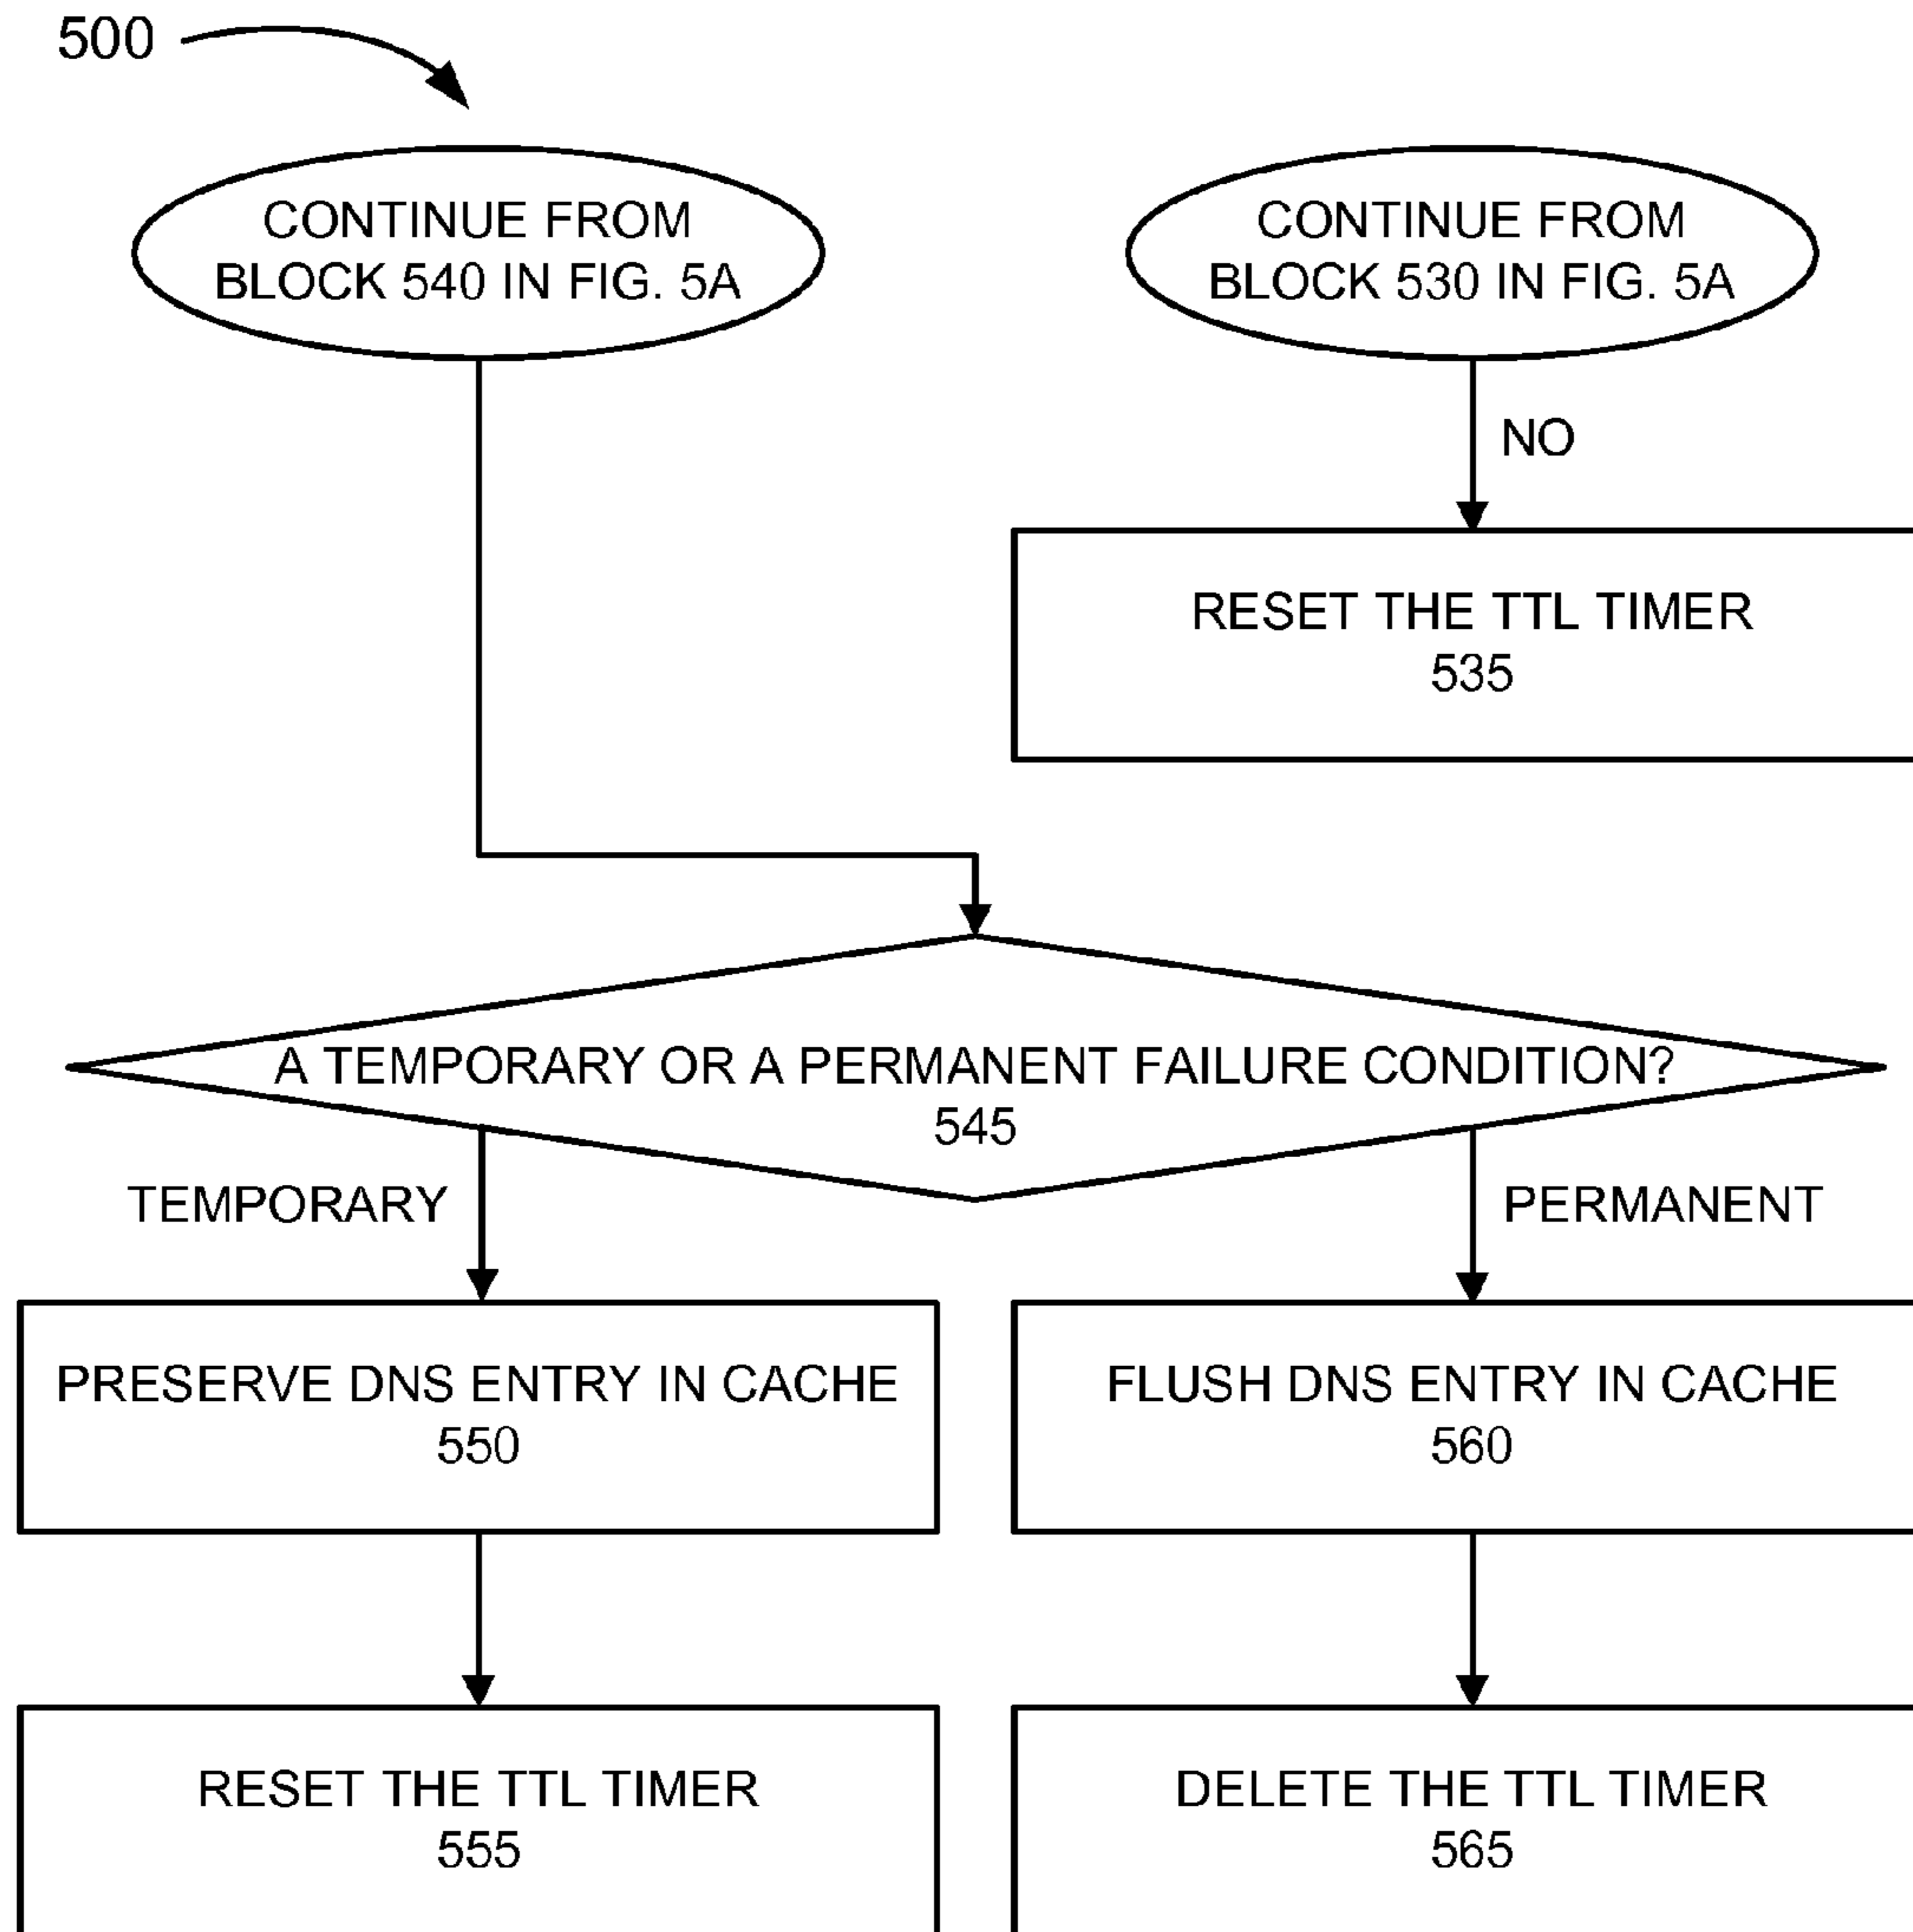 500
CONTINUE FROM
BLOCK 540 IN FIG. 5A
CONTINUE FROM
BLOCK 530 IN FIG. 5A
NO
RESET THE TTL TIMER
535
A TEMPORARY OR A PERMANENT FAILURE CONDITION?
545
TEMPORARY
PERMANENT
PRESERVE DNS ENTRY IN CACHE
550
FLUSH DNS ENTRY IN CACHE
560
RESET THE TTL TIMER
555
DELETE THE TTL TIMER
565